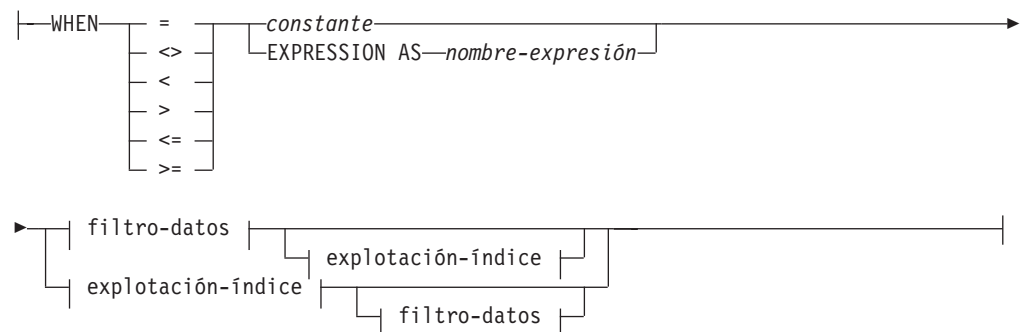 WHEN = constante
<> EXPRESSION AS nombre-expresión
<
>
<=
>=
filtro-datos
explotación-índice
explotación-índice
filtro-datos